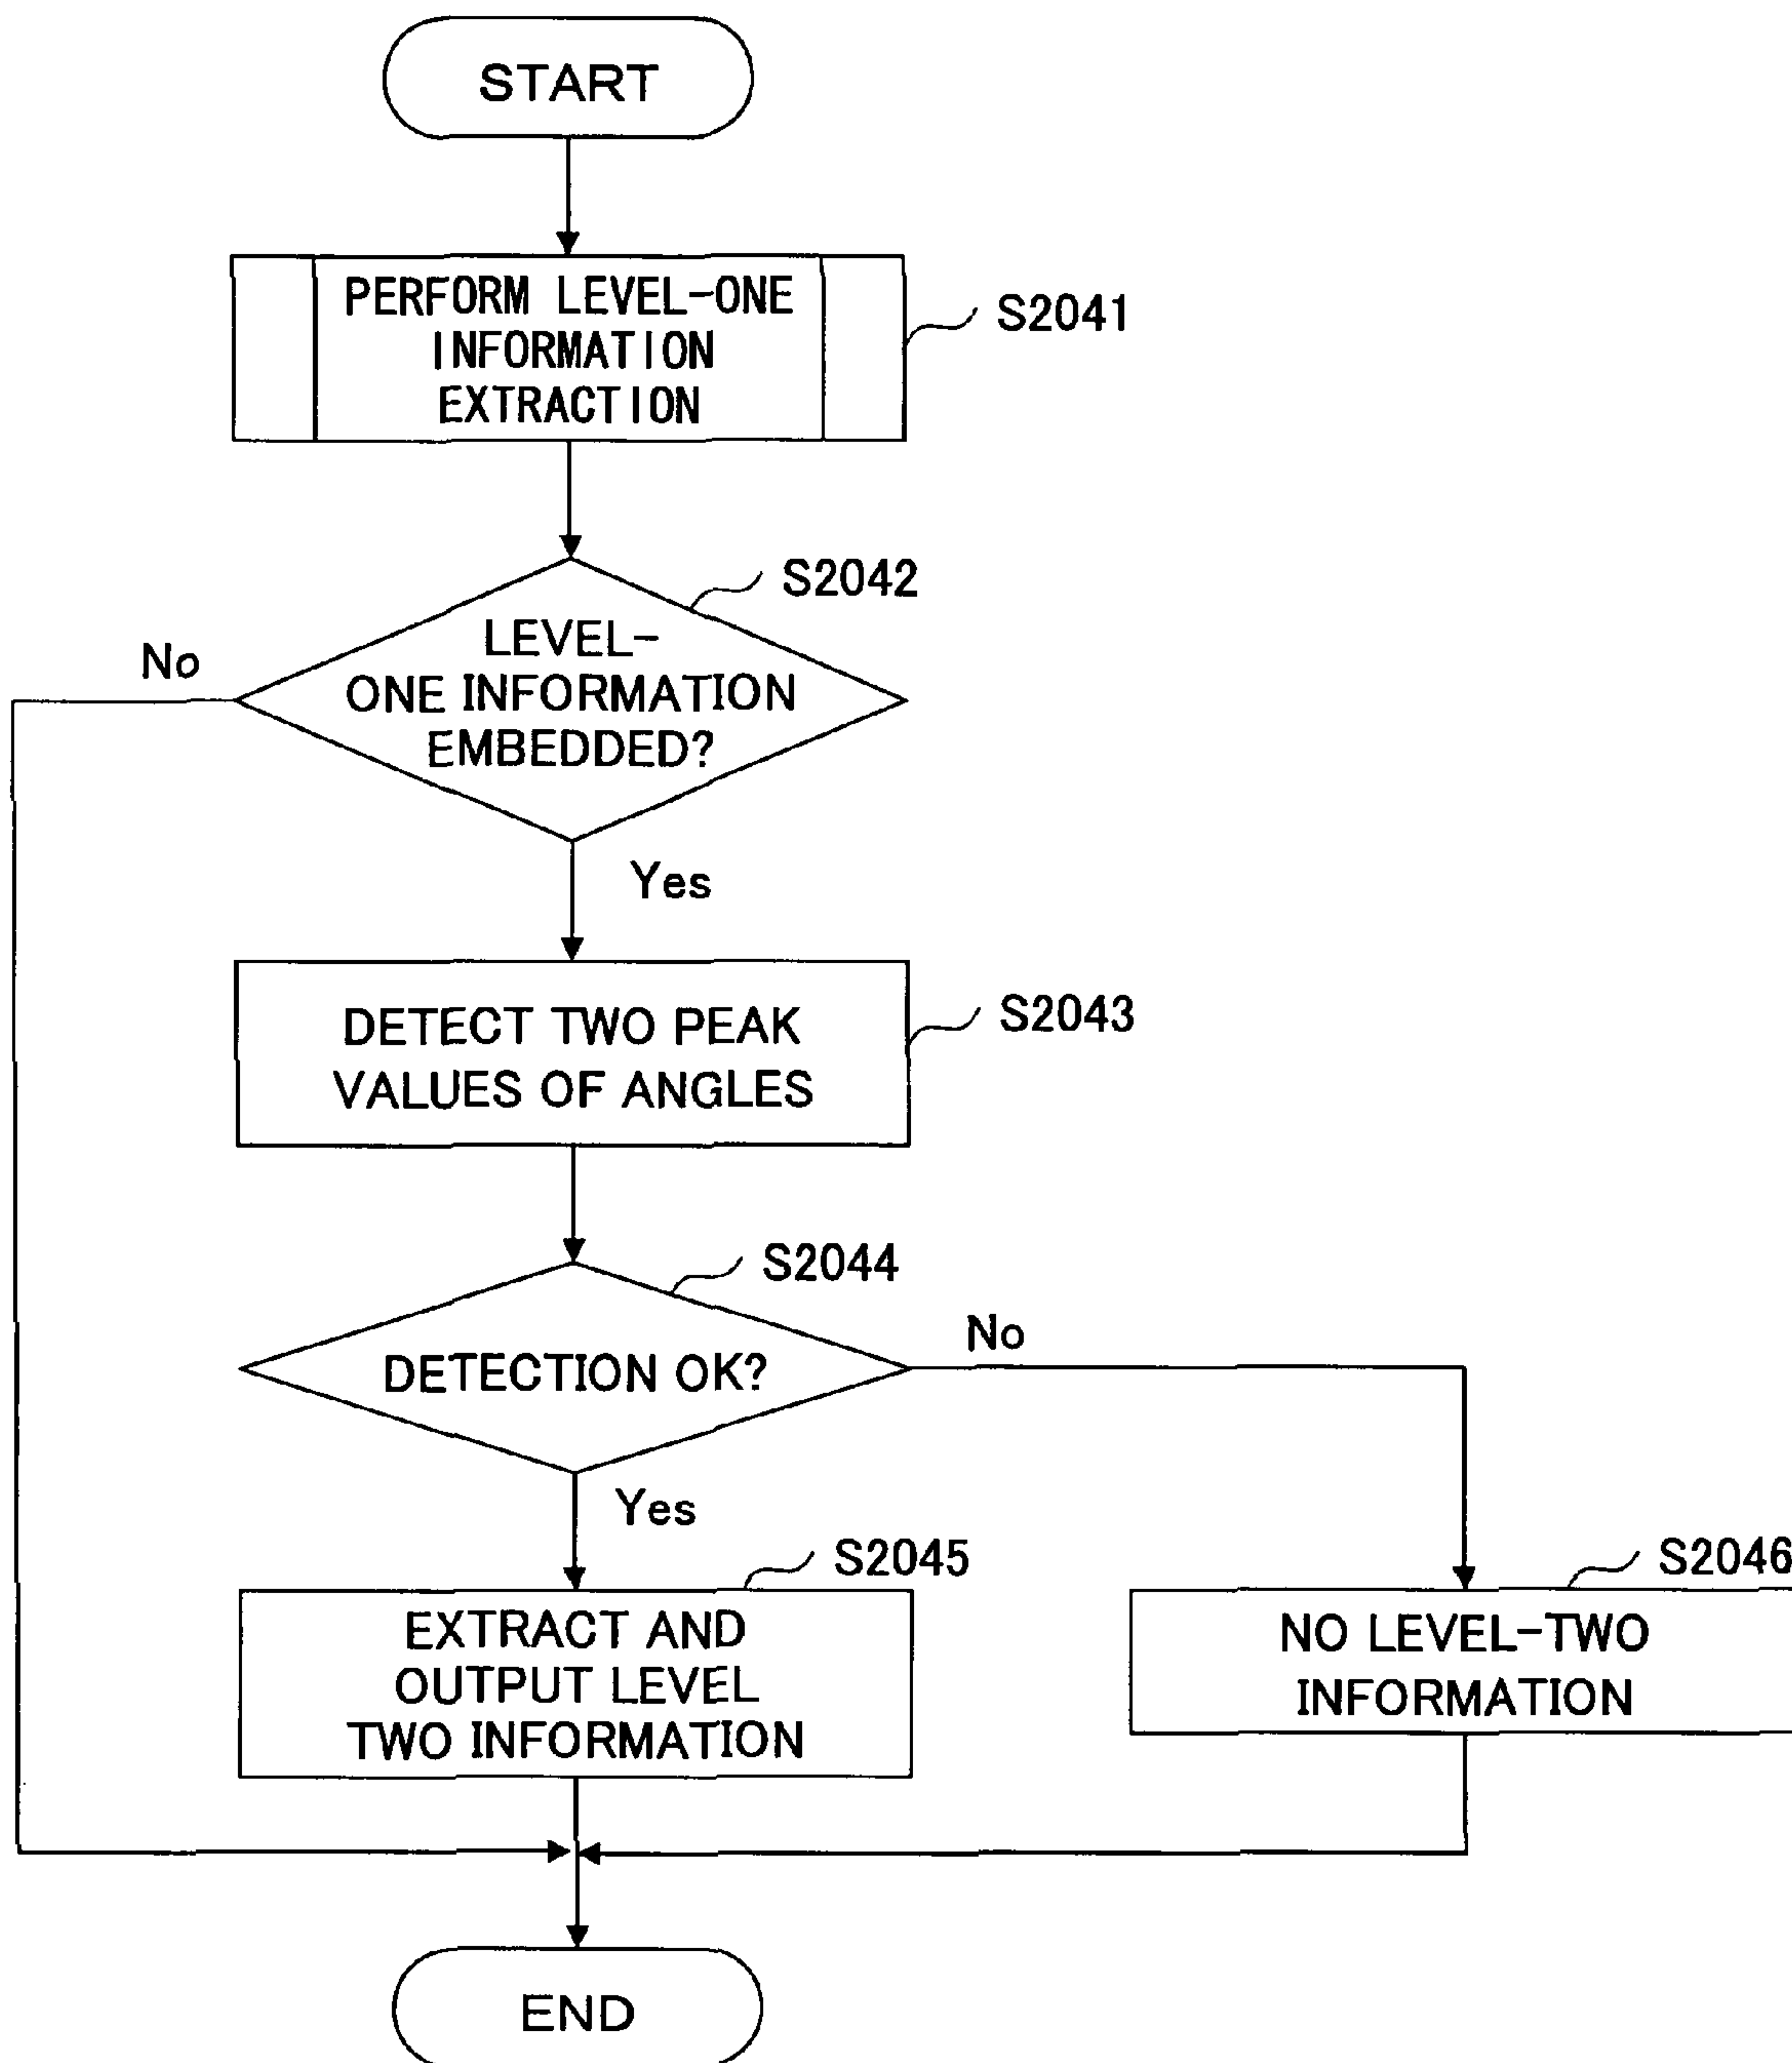 START
PERFORM LEVEL-ONE
INFORMATION
EXTRACTION
S2041
S2042
LEVEL-
ONE INFORMATION
EMBEDDED?
No
Yes
DETECT TWO PEAK
VALUES OF ANGLES
S2043
S2044
DETECTION OK?
No
Yes
S2045
EXTRACT AND
OUTPUT LEVEL
TWO INFORMATION
S2046
NO LEVEL-TWO
INFORMATION
END